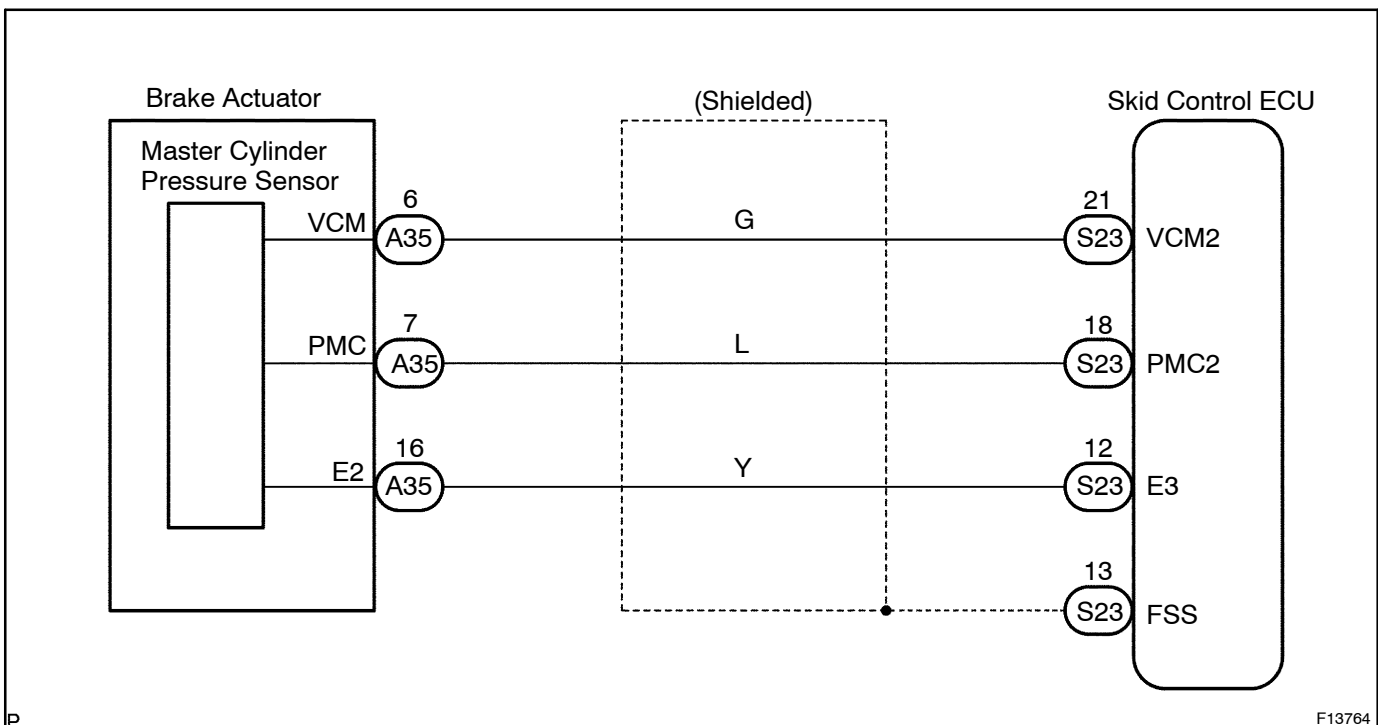 Brake Actuator
(Shielded)
Skid Control ECU
Master Cylinder
Pressure Sensor
VCM
6
A35
G
21
S23
VCM2
PMC
7
A35
L
18
S23
PMC2
E2
16
A35
Y
12
S23
E3
13
S23
FSS
P
F13764